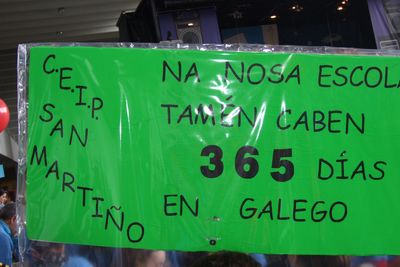 C.E.I.P.
SAN
MARTIÑO
NA NOSA ESCOLA
TAMÉN CABEN
365 DÍAS
EN GALEGO